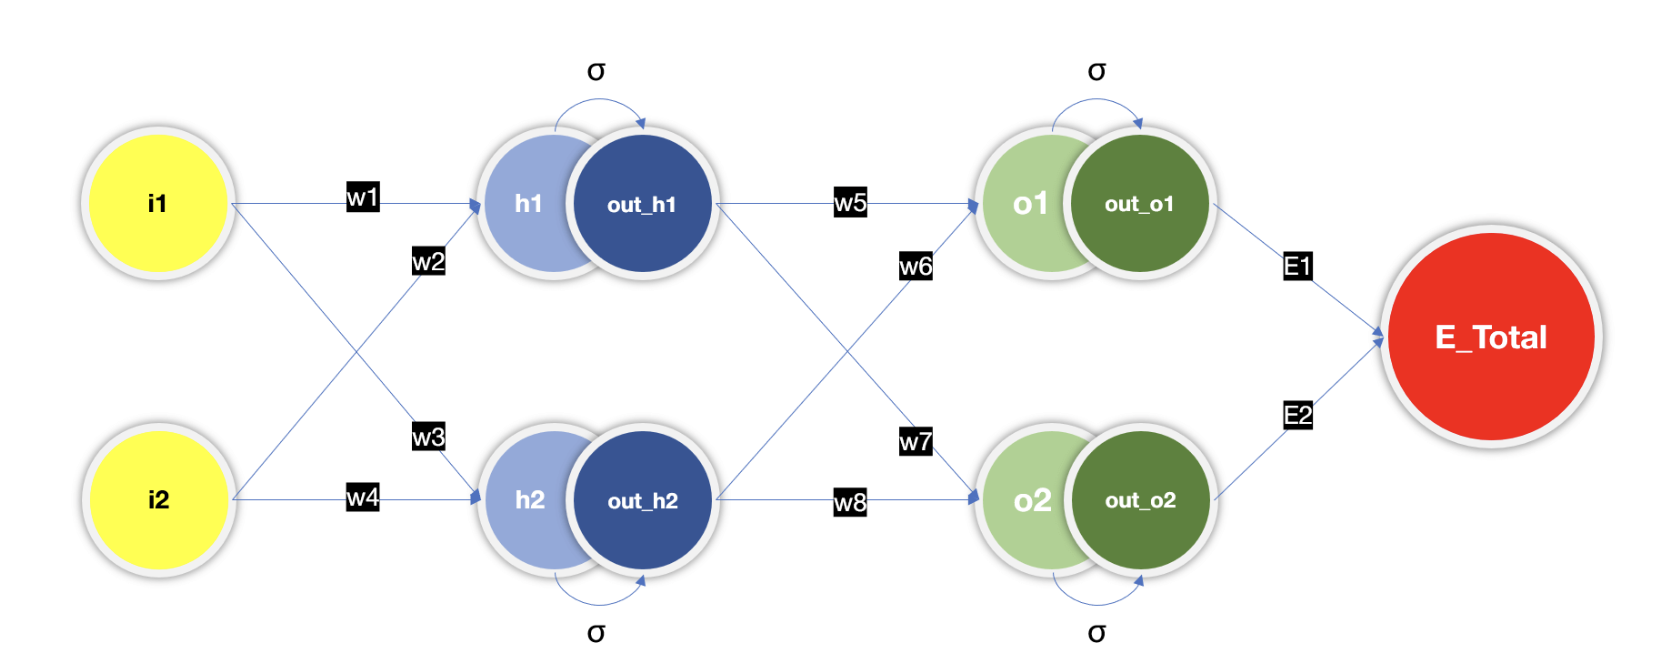 σ
σ
i1
w1
h1
out_h1
w5
o1
out_o1
w2
w6
E1
E_Total
w3
w7
E2
i2
w4
h2
out_h2
w8
o2
out_o2
σ
σ